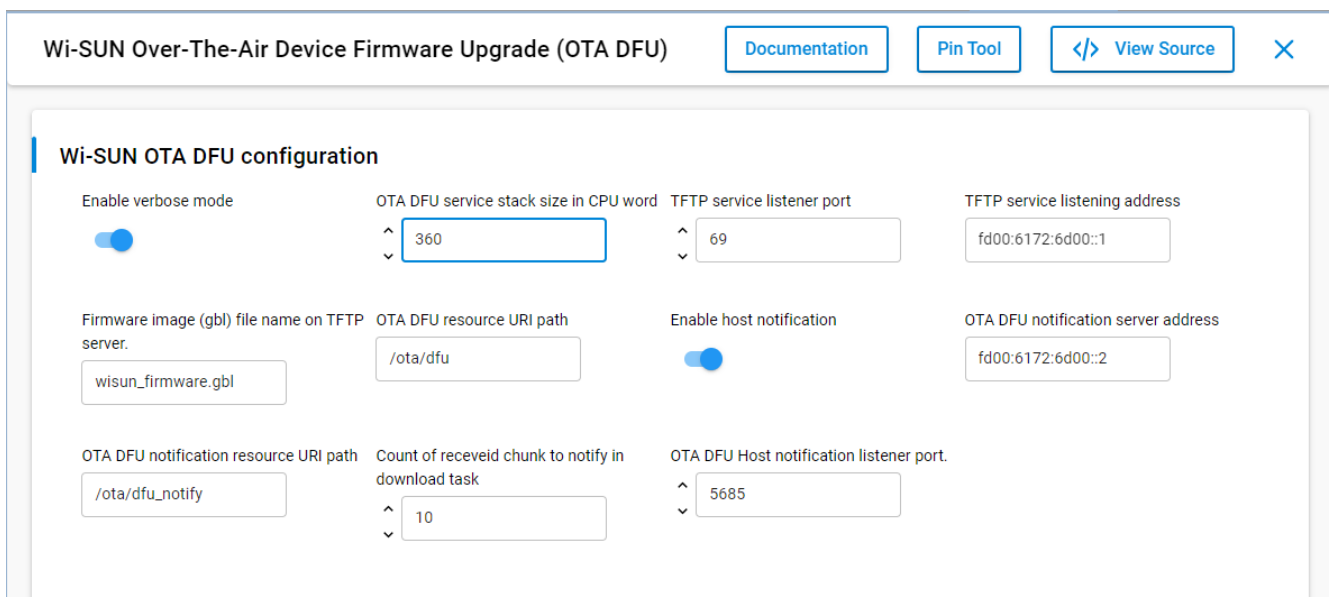 Wi-SUN Over-The-Air Device Firmware Upgrade (OTA DFU)
Documentation
Pin Tool
</> View Source
Wi-SUN OTA DFU configuration
Enable verbose mode
OTA DFU service stack size in CPU word
360
TFTP service listener port
69
TFTP service listening address
fd00:6172:6d00::1
Firmware image (gbl) file name on TFTP
server.
wisun_firmware.gbl
OTA DFU resource URI path
/ota/dfu
Enable host notification
OTA DFU notification server address
fd00:6172:6d00::2
OTA DFU notification resource URI path
/ota/dfu_notify
Count of receveid chunk to notify in
download task
10
OTA DFU Host notification listener port.
5685